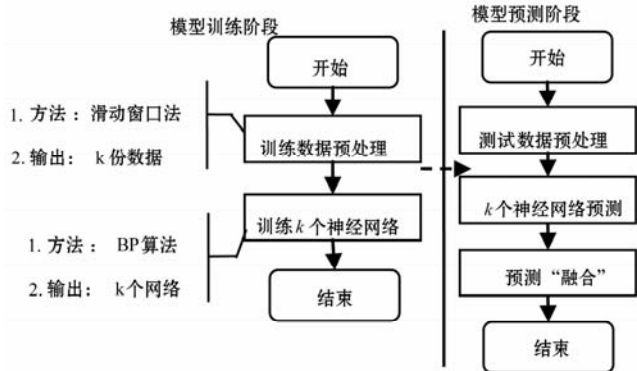 模型训练阶段
开始
1. 方法：滑动窗口法
2. 输出： k份数据
训练数据预处理
1. 方法： BP算法
2. 输出： k个网络
训练k个神经网络
结束
模型预测阶段
开始
测试数据预处理
k个神经网络预测
预测“融合”
结束